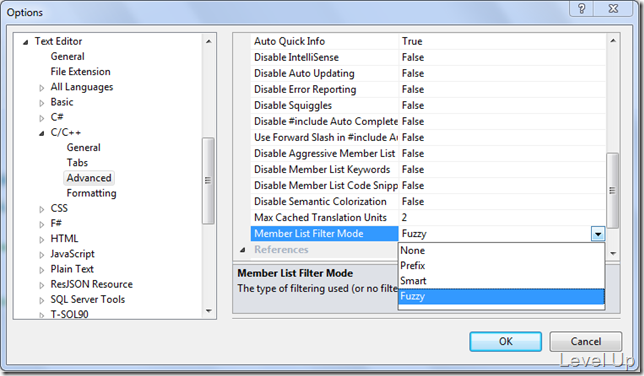 Options
Text Editor
General
File Extension
All Languages
Basic
C#
C/C++
General
Tabs
Advanced
Formatting
CSS
F#
HTML
JavaScript
Plain Text
ResJSON Resource
SQL Server Tools
T-SQL90
Auto Quick Info True
Disable IntelliSense False
Disable Auto Updating False
Disable Error Reporting False
Disable Squiggles False
Disable #include Auto Complete False
Use Forward Slash in #include Au False
Disable Aggressive Member List False
Disable Member List Keywords False
Disable Member List Code Snipp False
Disable Semantic Colorization False
Max Cached Translation Units 2
Member List Filter Mode Fuzzy
References
None
Prefix
Smart
Fuzzy
Member List Filter Mode
The type of filtering used (or no filte
OK
Cancel
Level Up